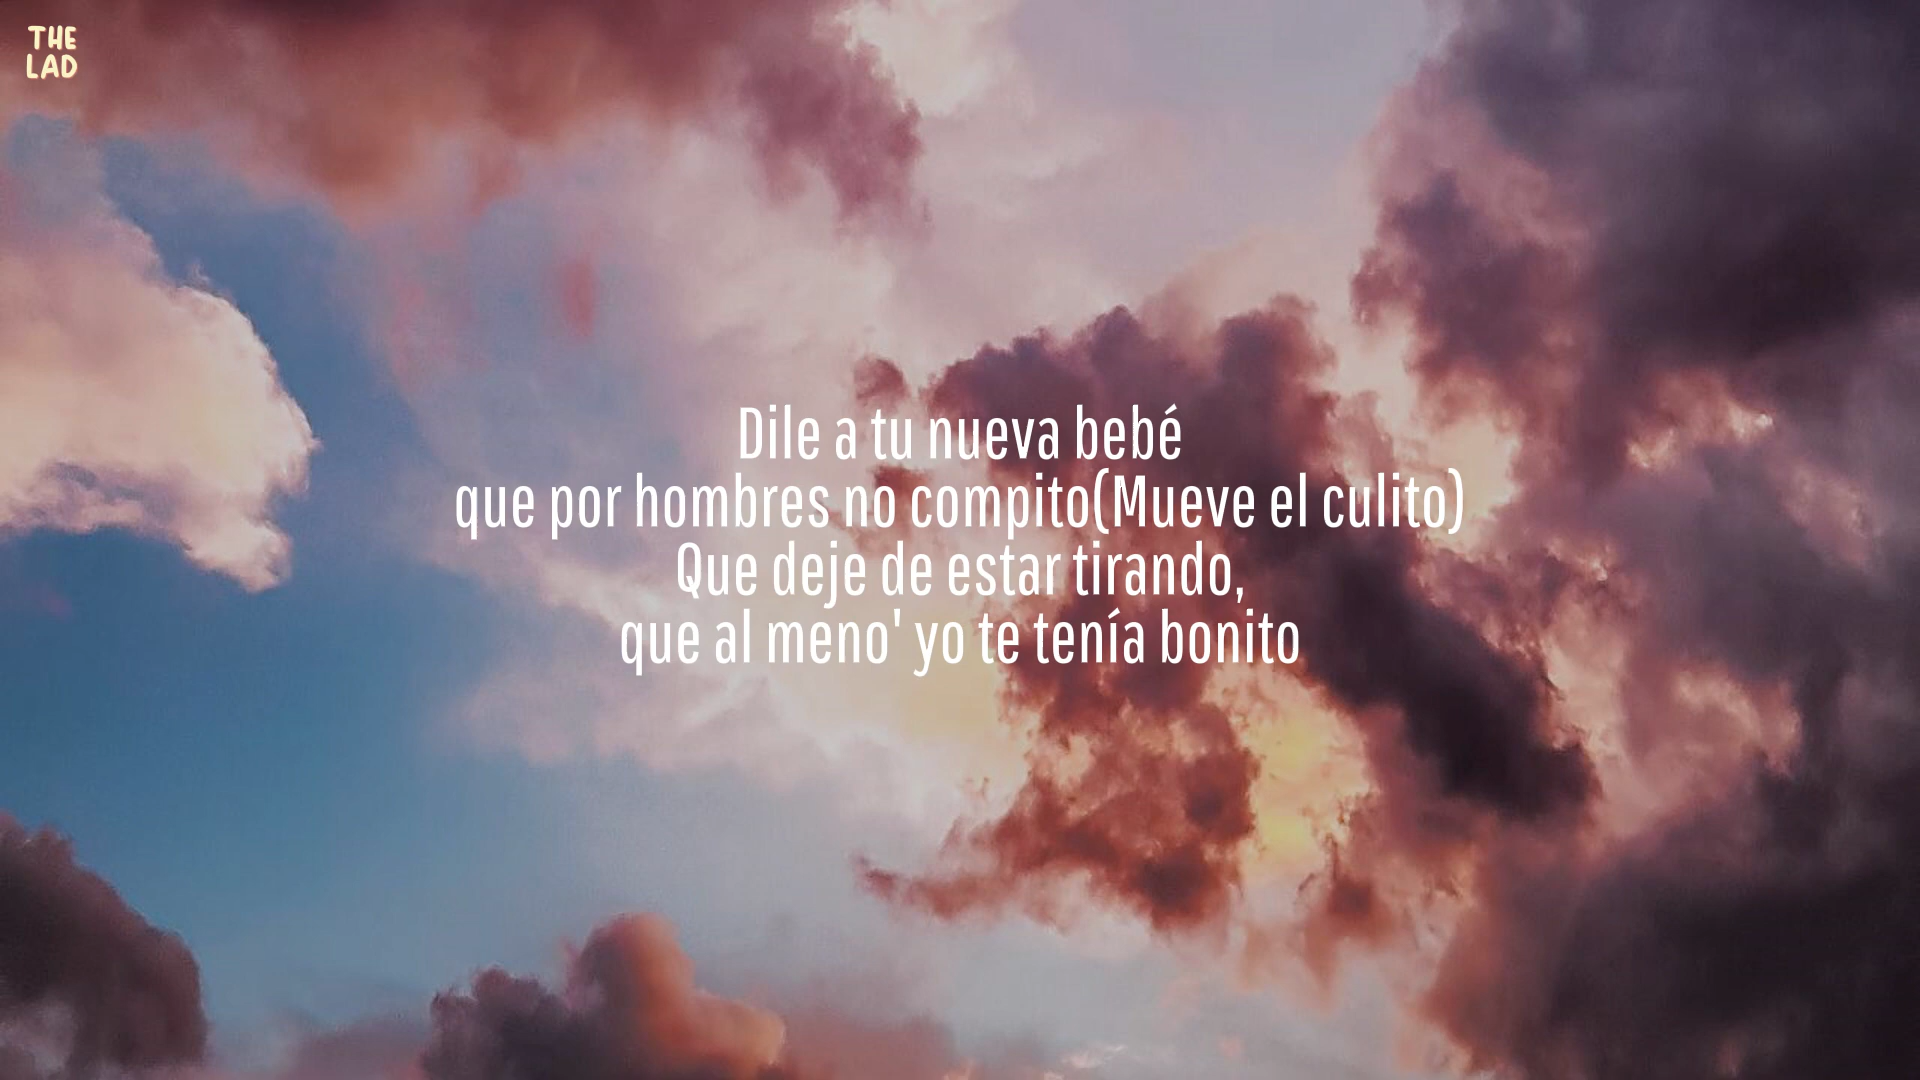 THE
LAD
Dile a tu nueva bebé
que por hombres no compito(Mueve el culito)
Que deje de estar tirando,
que al meno' yo te tenía bonito